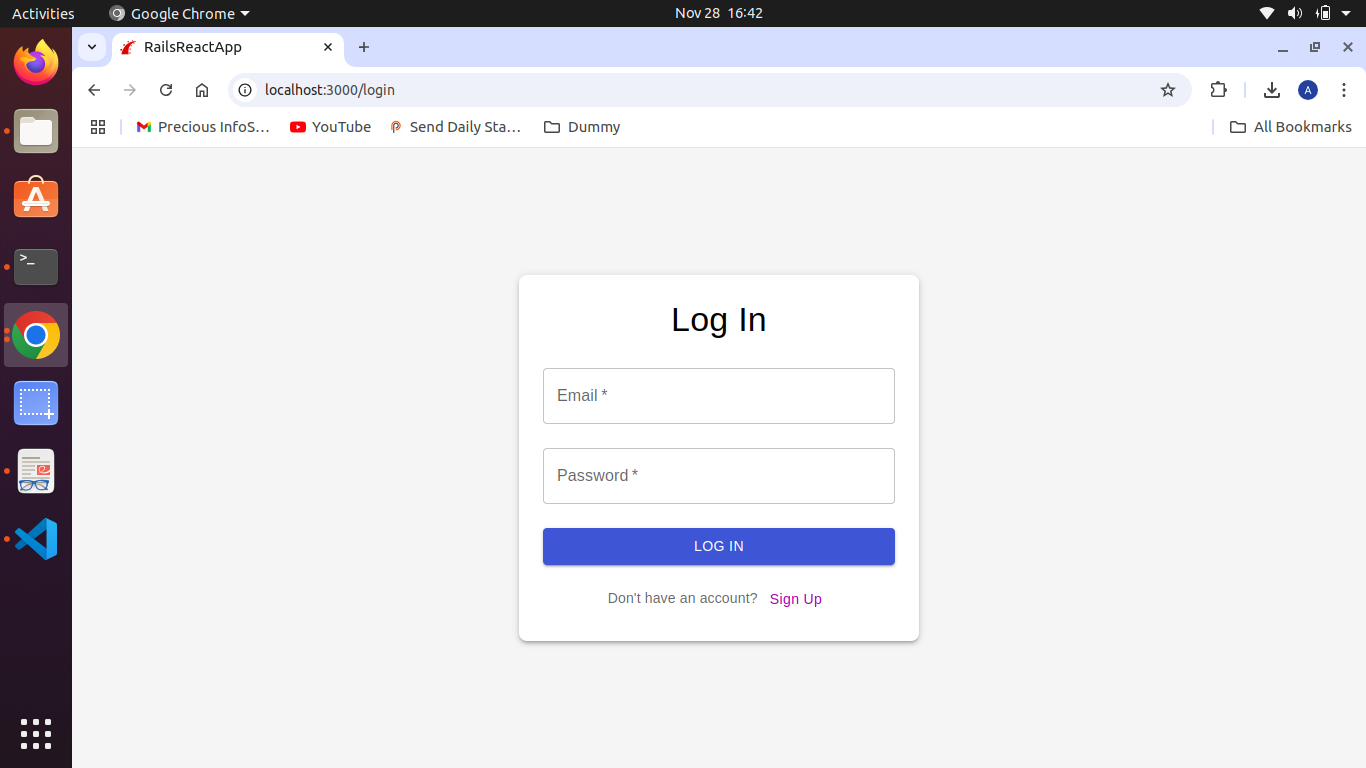 Activities Google Chrome Nov 28 16:42
RailsReactApp
localhost:3000/login A
Precious InfoS… YouTube Send Daily Sta… Dummy All Bookmarks
>_
Log In
Email *
Password *
LOG IN
Don't have an account? Sign Up